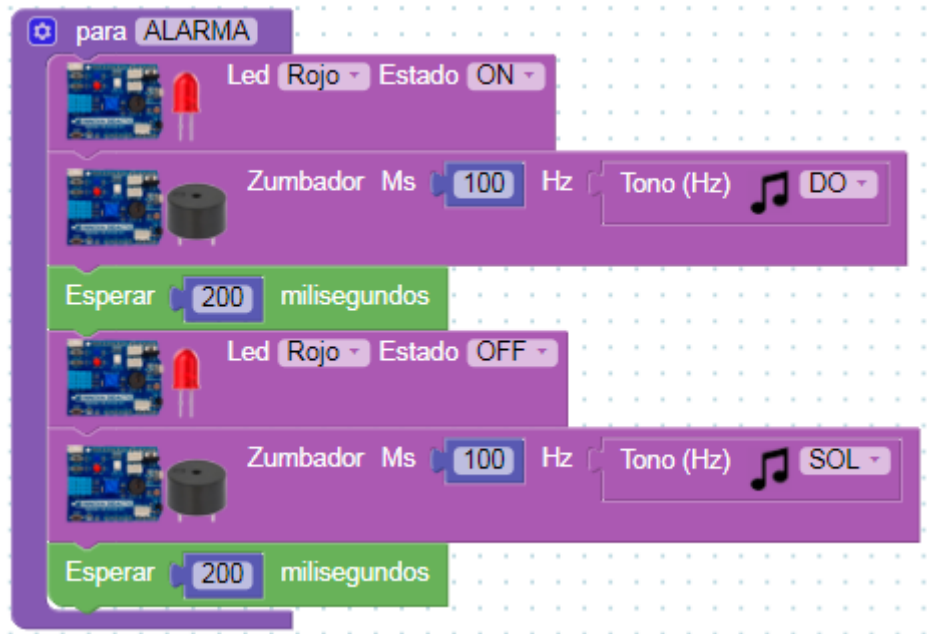 para ALARMA
Led Rojo Estado ON
Zumbador Ms 100 Hz Tono (Hz) DO
Esperar 200 milisegundos
Led Rojo Estado OFF
Zumbador Ms 100 Hz Tono (Hz) SOL
Esperar 200 milisegundos